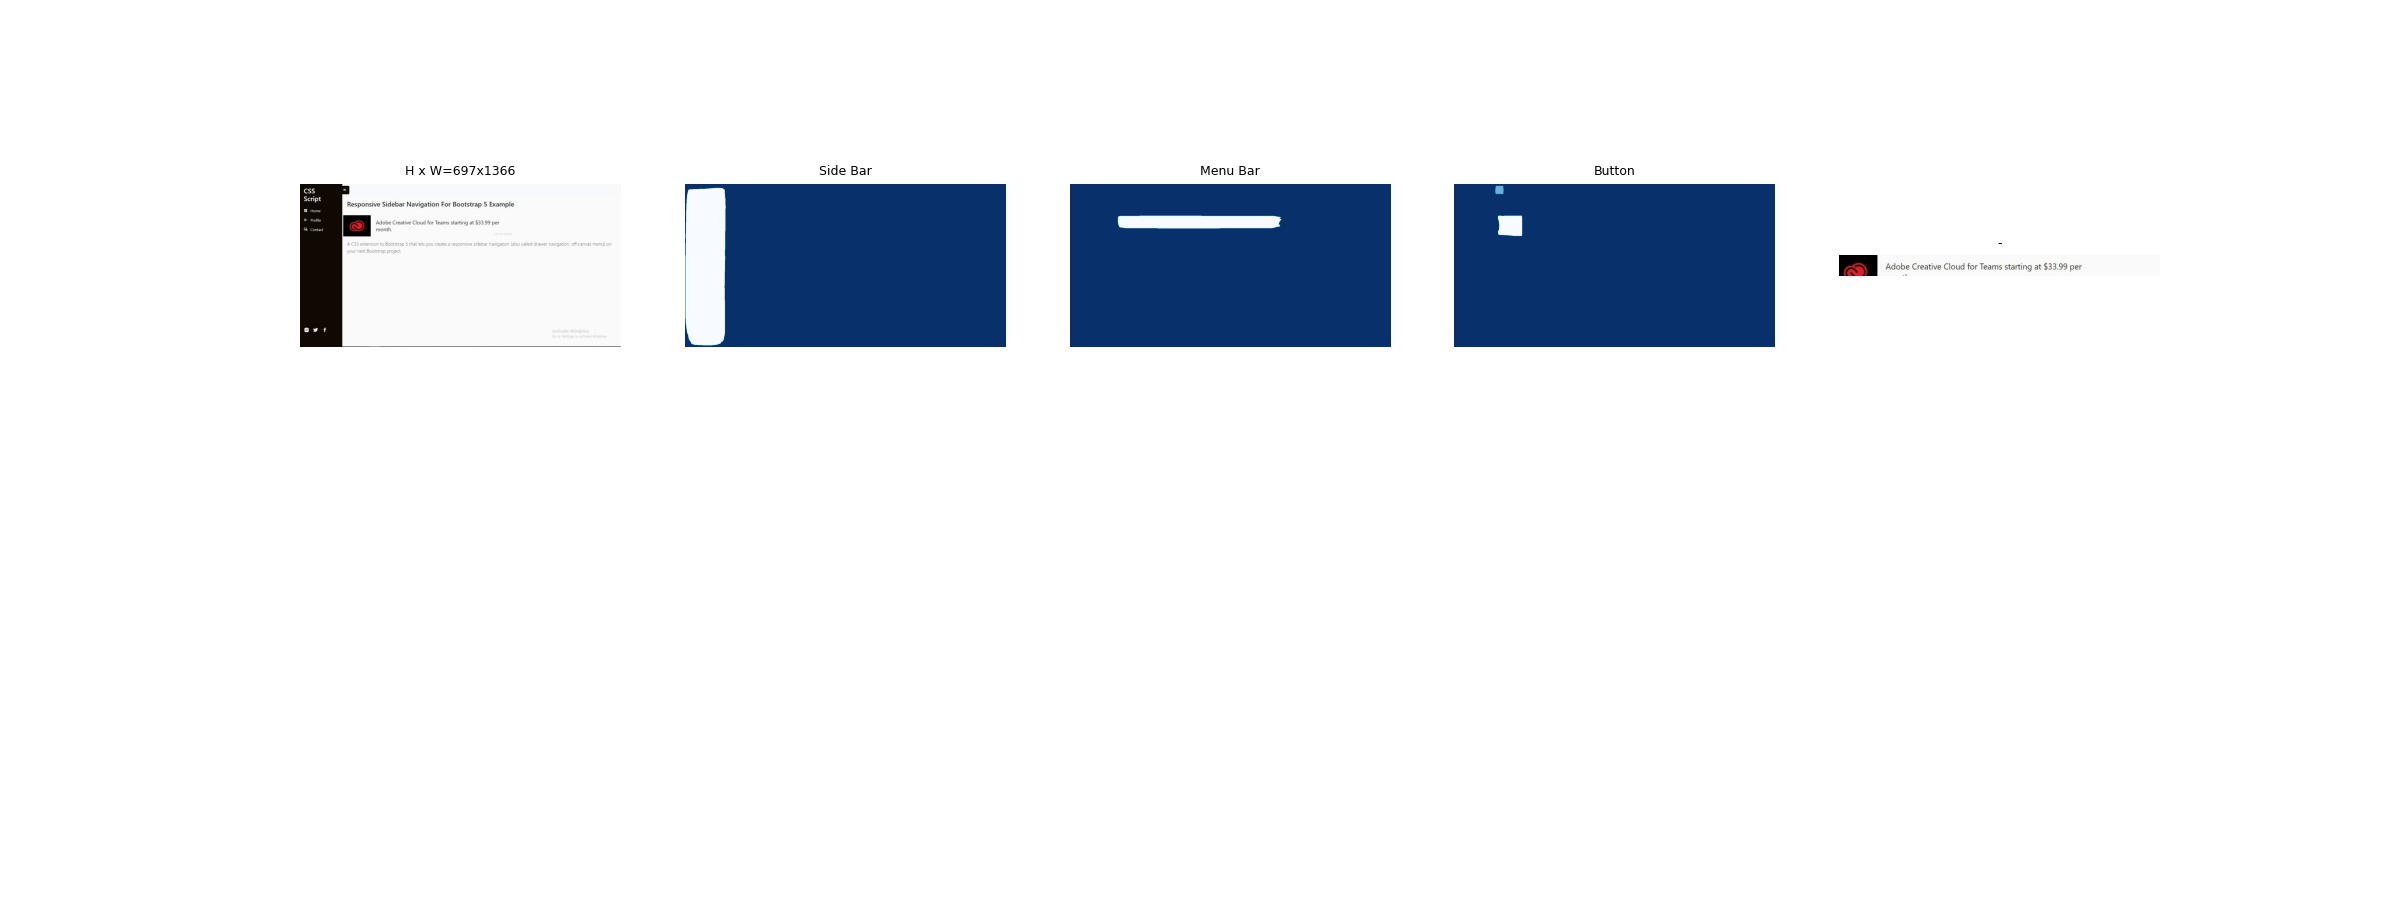 H x W=697x1366
Side Bar
Menu Bar
Button
-
CSS
Script
Home
Profile
Contact
Responsive Sidebar Navigation For Bootstrap 5 Example
Adobe Creative Cloud for Teams starting at $33.99 per
month.
A CSS extension to Bootstrap 5 that lets you create a responsive sidebar navigation (also called drawer navigation, off-canvas menu) on
your next Bootstrap project.
Activate Windows
Go to Settings to activate Windows.
Adobe Creative Cloud for Teams starting at $33.99 per